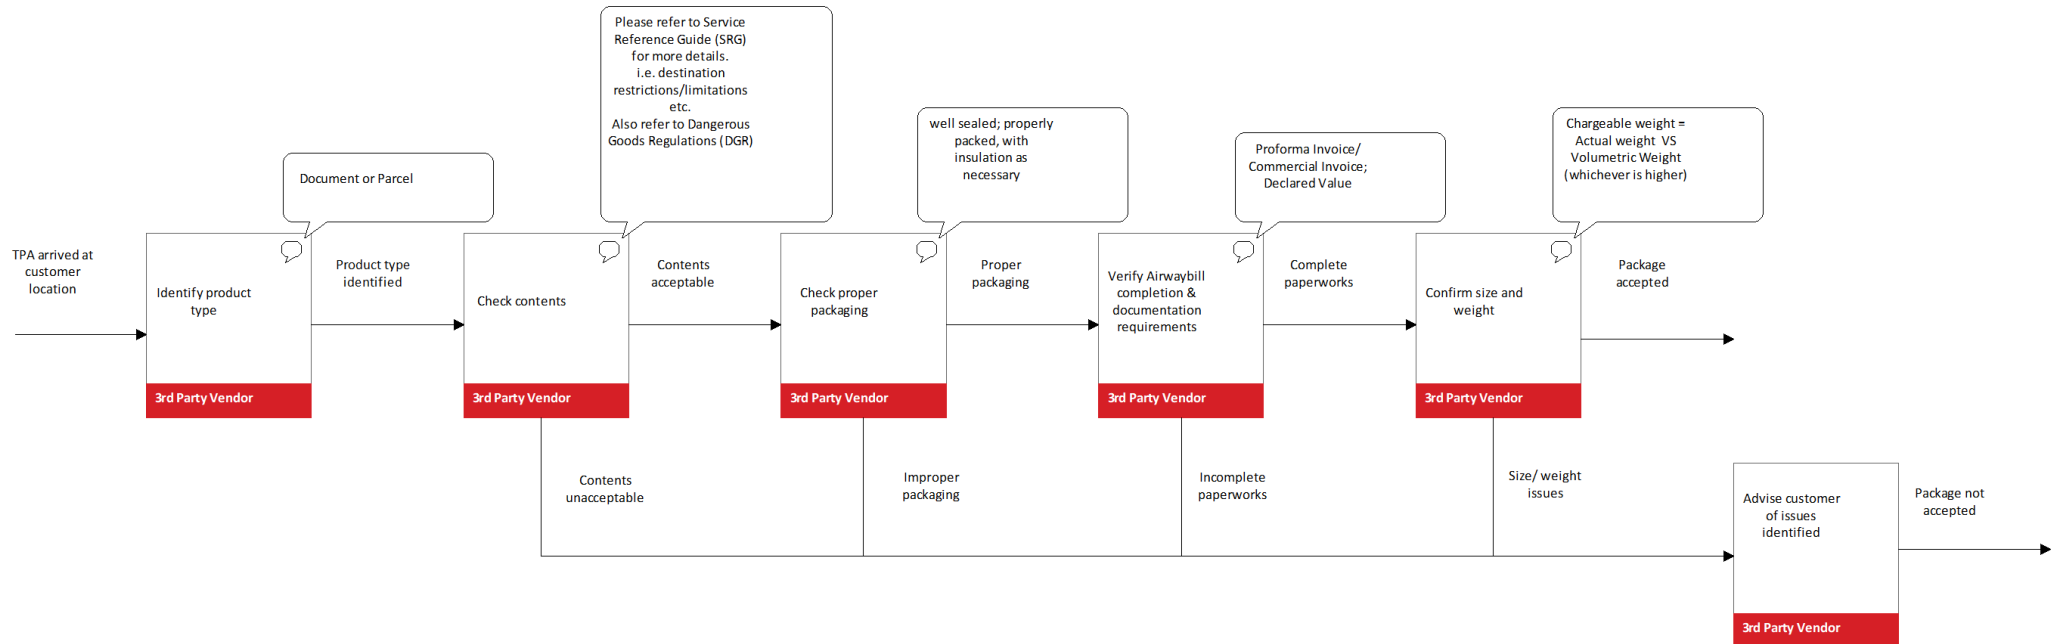 Please refer to Service
Reference Guide (SRG)
for more details.
i.e. destination
restrictions/limitations
etc.
Also refer to Dangerous
Goods Regulations (DGR)
Document or Parcel
well sealed; properly
packed, with
insulation as
necessary
Proforma Invoice/
Commercial Invoice;
Declared Value
Chargeable weight =
Actual weight VS
Volumetric Weight
(whichever is higher)
TPA arrived at
customer
location
Identify product
type
3rd Party Vendor
Product type
identified
Check contents
3rd Party Vendor
Contents
acceptable
Check proper
packaging
3rd Party Vendor
Proper
packaging
Verify Airwaybill
completion &
documentation
requirements
3rd Party Vendor
Complete
paperworks
Confirm size and
weight
3rd Party Vendor
Package
accepted
Contents
unacceptable
Improper
packaging
Incomplete
paperworks
Size/ weight
issues
Advise customer
of issues
identified
3rd Party Vendor
Package not
accepted